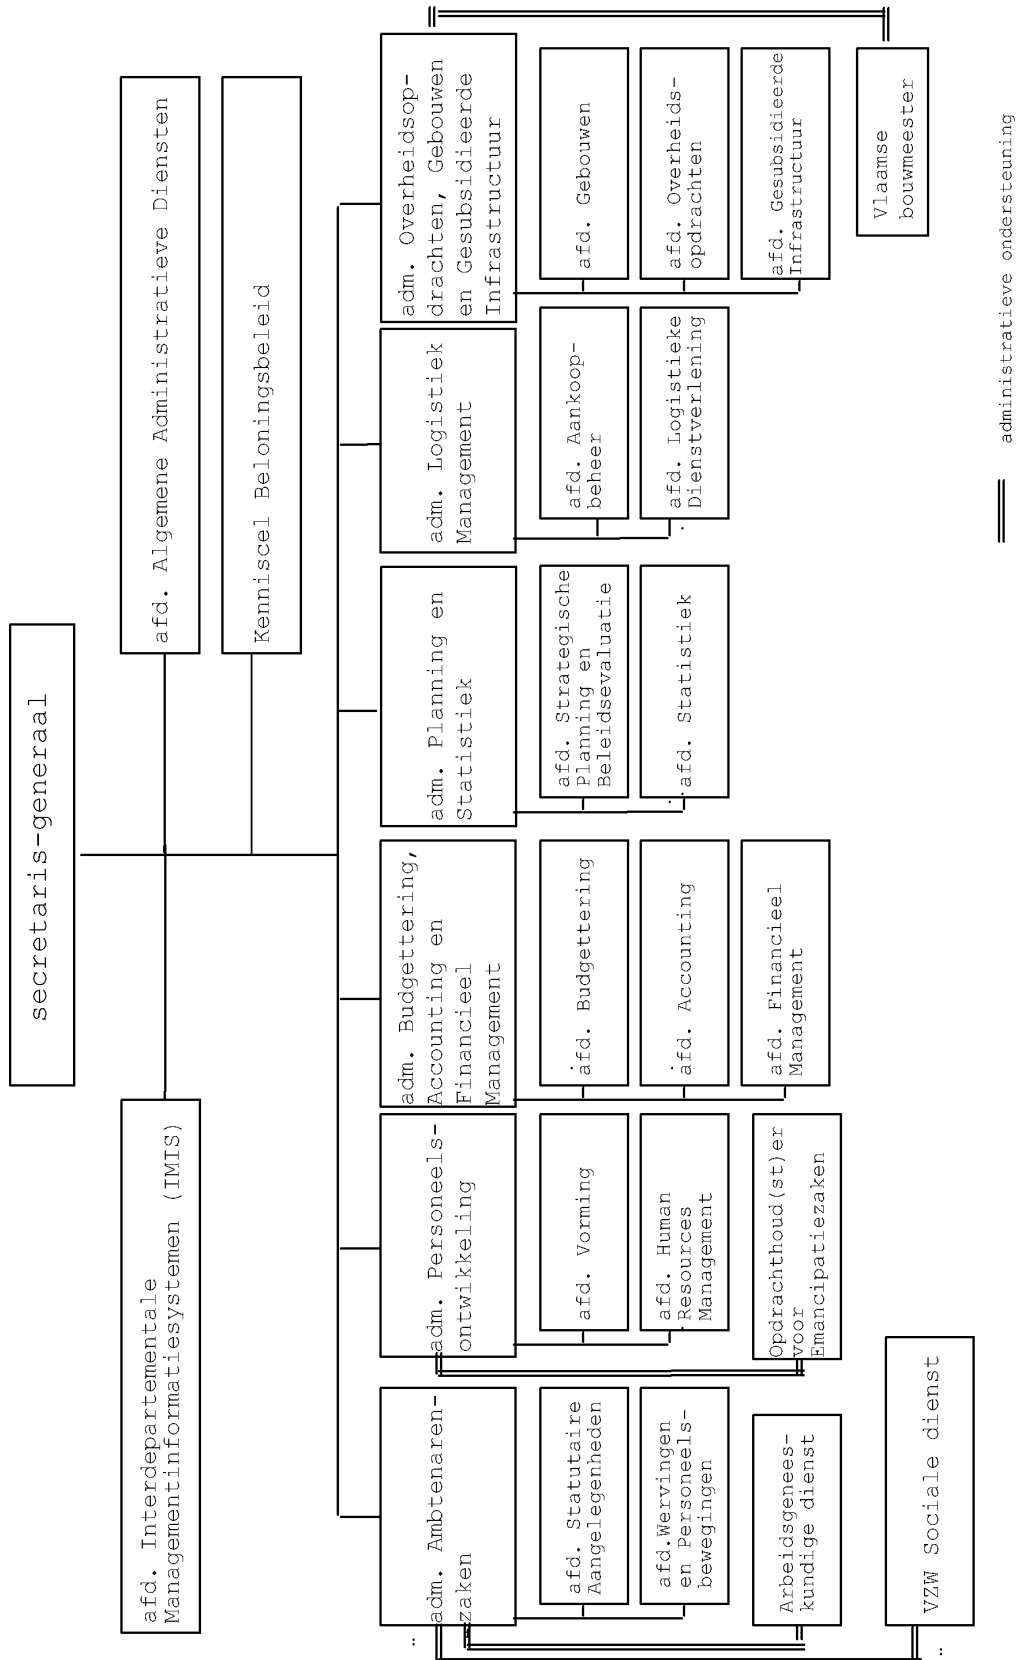 secretaris-generaal
afd. Interdepartementale
Managementinformatiesystemen (IMIS)
afd. Algemene Administratieve Diensten
Kenniscel Beloningsbeleid
adm. Ambtenaren-
zaken
afd. Statutaire
Aangelegenheden
afd.Wervingen
en Personeels-
bewegingen
Arbeidsgenees-
kundige dienst
VZW Sociale dienst
adm. Personeels-
ontwikkeling
afd. Vorming
afd. Human
Resources
Management
Opdrachthoud(st)er
voor
Emancipatiezaken
adm. Budgettering,
Accounting en
Financieel
Management
afd. Budgettering
afd. Accounting
afd. Financieel
Management
adm. Planning en
Statistiek
afd. Strategische
Planning en
Beleidsevaluatie
afd. Statistiek
adm. Logistiek
Management
afd. Aankoop-
beheer
afd. Logistieke
Dienstverlening
adm. Overheidsop-
drachten, Gebouwen
en Gesubsidieerde
Infrastructuur
afd. Gebouwen
afd. Overheids-
opdrachten
afd. Gesubsidieerde
Infrastructuur
Vlaamse
bouwmeester
administratieve ondersteuning